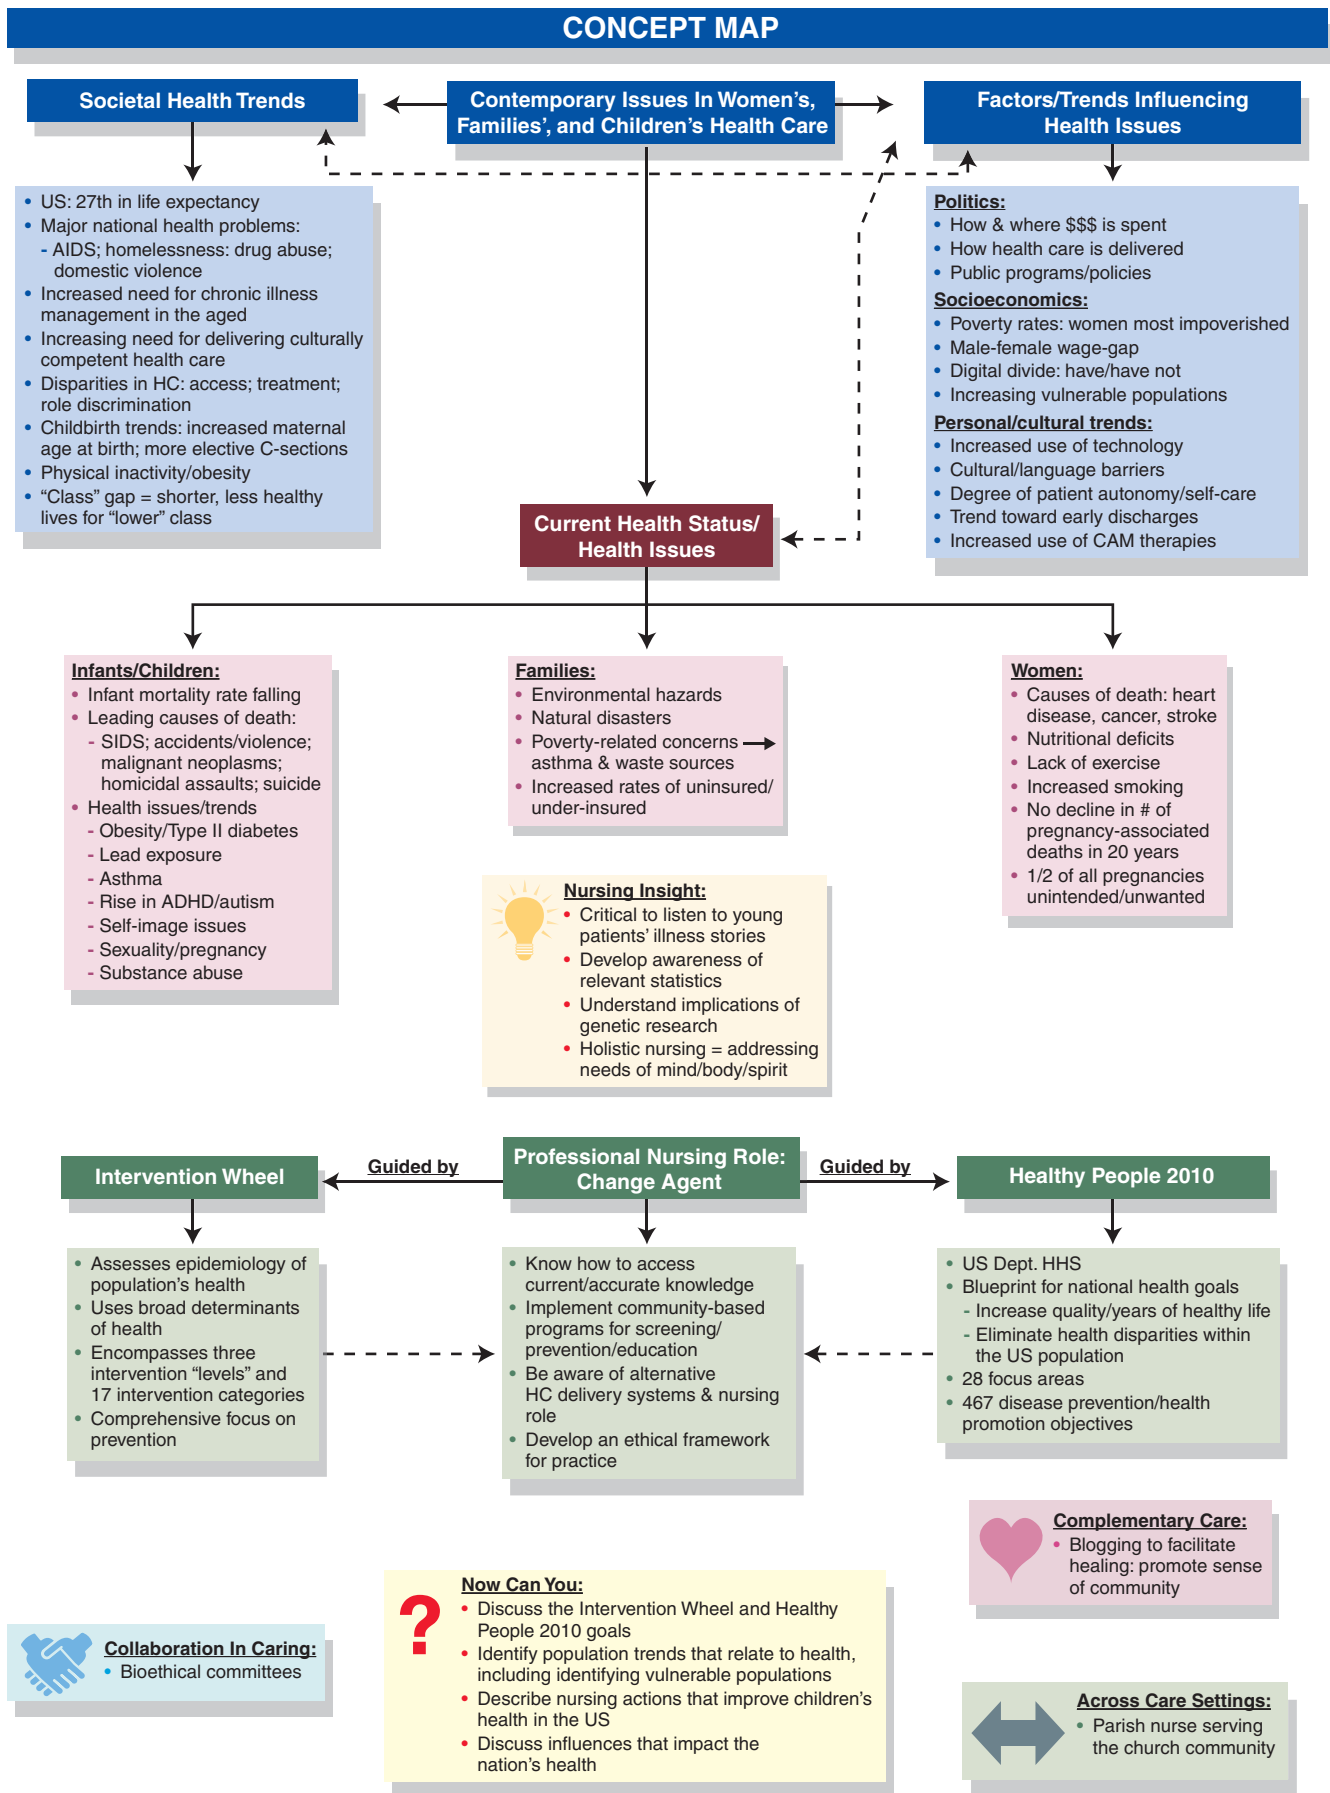 CONCEPT MAP
Societal Health Trends
Contemporary Issues In Women's,
Families', and Children's Health Care
Factors/Trends Influencing
Health Issues
• US: 27th in life expectancy
• Major national health problems:
- AIDS; homelessness: drug abuse;
domestic violence
• Increased need for chronic illness
management in the aged
• Increasing need for delivering culturally
competent health care
• Disparities in HC: access; treatment;
role discrimination
• Childbirth trends: increased maternal
age at birth; more elective C-sections
• Physical inactivity/obesity
• “Class” gap = shorter, less healthy
lives for “lower” class
Politics:
• How & where $$$ is spent
• How health care is delivered
• Public programs/policies
Socioeconomics:
• Poverty rates: women most impoverished
• Male-female wage-gap
• Digital divide: have/have not
• Increasing vulnerable populations
Personal/cultural trends:
• Increased use of technology
• Cultural/language barriers
• Degree of patient autonomy/self-care
• Trend toward early discharges
• Increased use of CAM therapies
Current Health Status/
Health Issues
Infants/Children:
• Infant mortality rate falling
• Leading causes of death:
- SIDS; accidents/violence;
malignant neoplasms;
homicidal assaults; suicide
• Health issues/trends
- Obesity/Type II diabetes
- Lead exposure
- Asthma
- Rise in ADHD/autism
- Self-image issues
- Sexuality/pregnancy
- Substance abuse
Families:
• Environmental hazards
• Natural disasters
• Poverty-related concerns →
asthma & waste sources
• Increased rates of uninsured/
under-insured
Women:
• Causes of death: heart
disease, cancer, stroke
• Nutritional deficits
• Lack of exercise
• Increased smoking
• No decline in # of
pregnancy-associated
deaths in 20 years
• 1/2 of all pregnancies
unintended/unwanted
Nursing Insight:
• Critical to listen to young
patients' illness stories
• Develop awareness of
relevant statistics
• Understand implications of
genetic research
• Holistic nursing = addressing
needs of mind/body/spirit
Intervention Wheel
Guided by
Professional Nursing Role:
Change Agent
Guided by
Healthy People 2010
• Assesses epidemiology of
population's health
• Uses broad determinants
of health
• Encompasses three
intervention “levels” and
17 intervention categories
• Comprehensive focus on
prevention
• Know how to access
current/accurate knowledge
• Implement community-based
programs for screening/
prevention/education
• Be aware of alternative
HC delivery systems & nursing
role
• Develop an ethical framework
for practice
• US Dept. HHS
• Blueprint for national health goals
- Increase quality/years of healthy life
- Eliminate health disparities within
the US population
• 28 focus areas
• 467 disease prevention/health
promotion objectives
Complementary Care:
• Blogging to facilitate
healing: promote sense
of community
Now Can You:
• Discuss the Intervention Wheel and Healthy
People 2010 goals
• Identify population trends that relate to health,
including identifying vulnerable populations
• Describe nursing actions that improve children's
health in the US
• Discuss influences that impact the
nation's health
?
Collaboration In Caring:
• Bioethical committees
Across Care Settings:
• Parish nurse serving
the church community